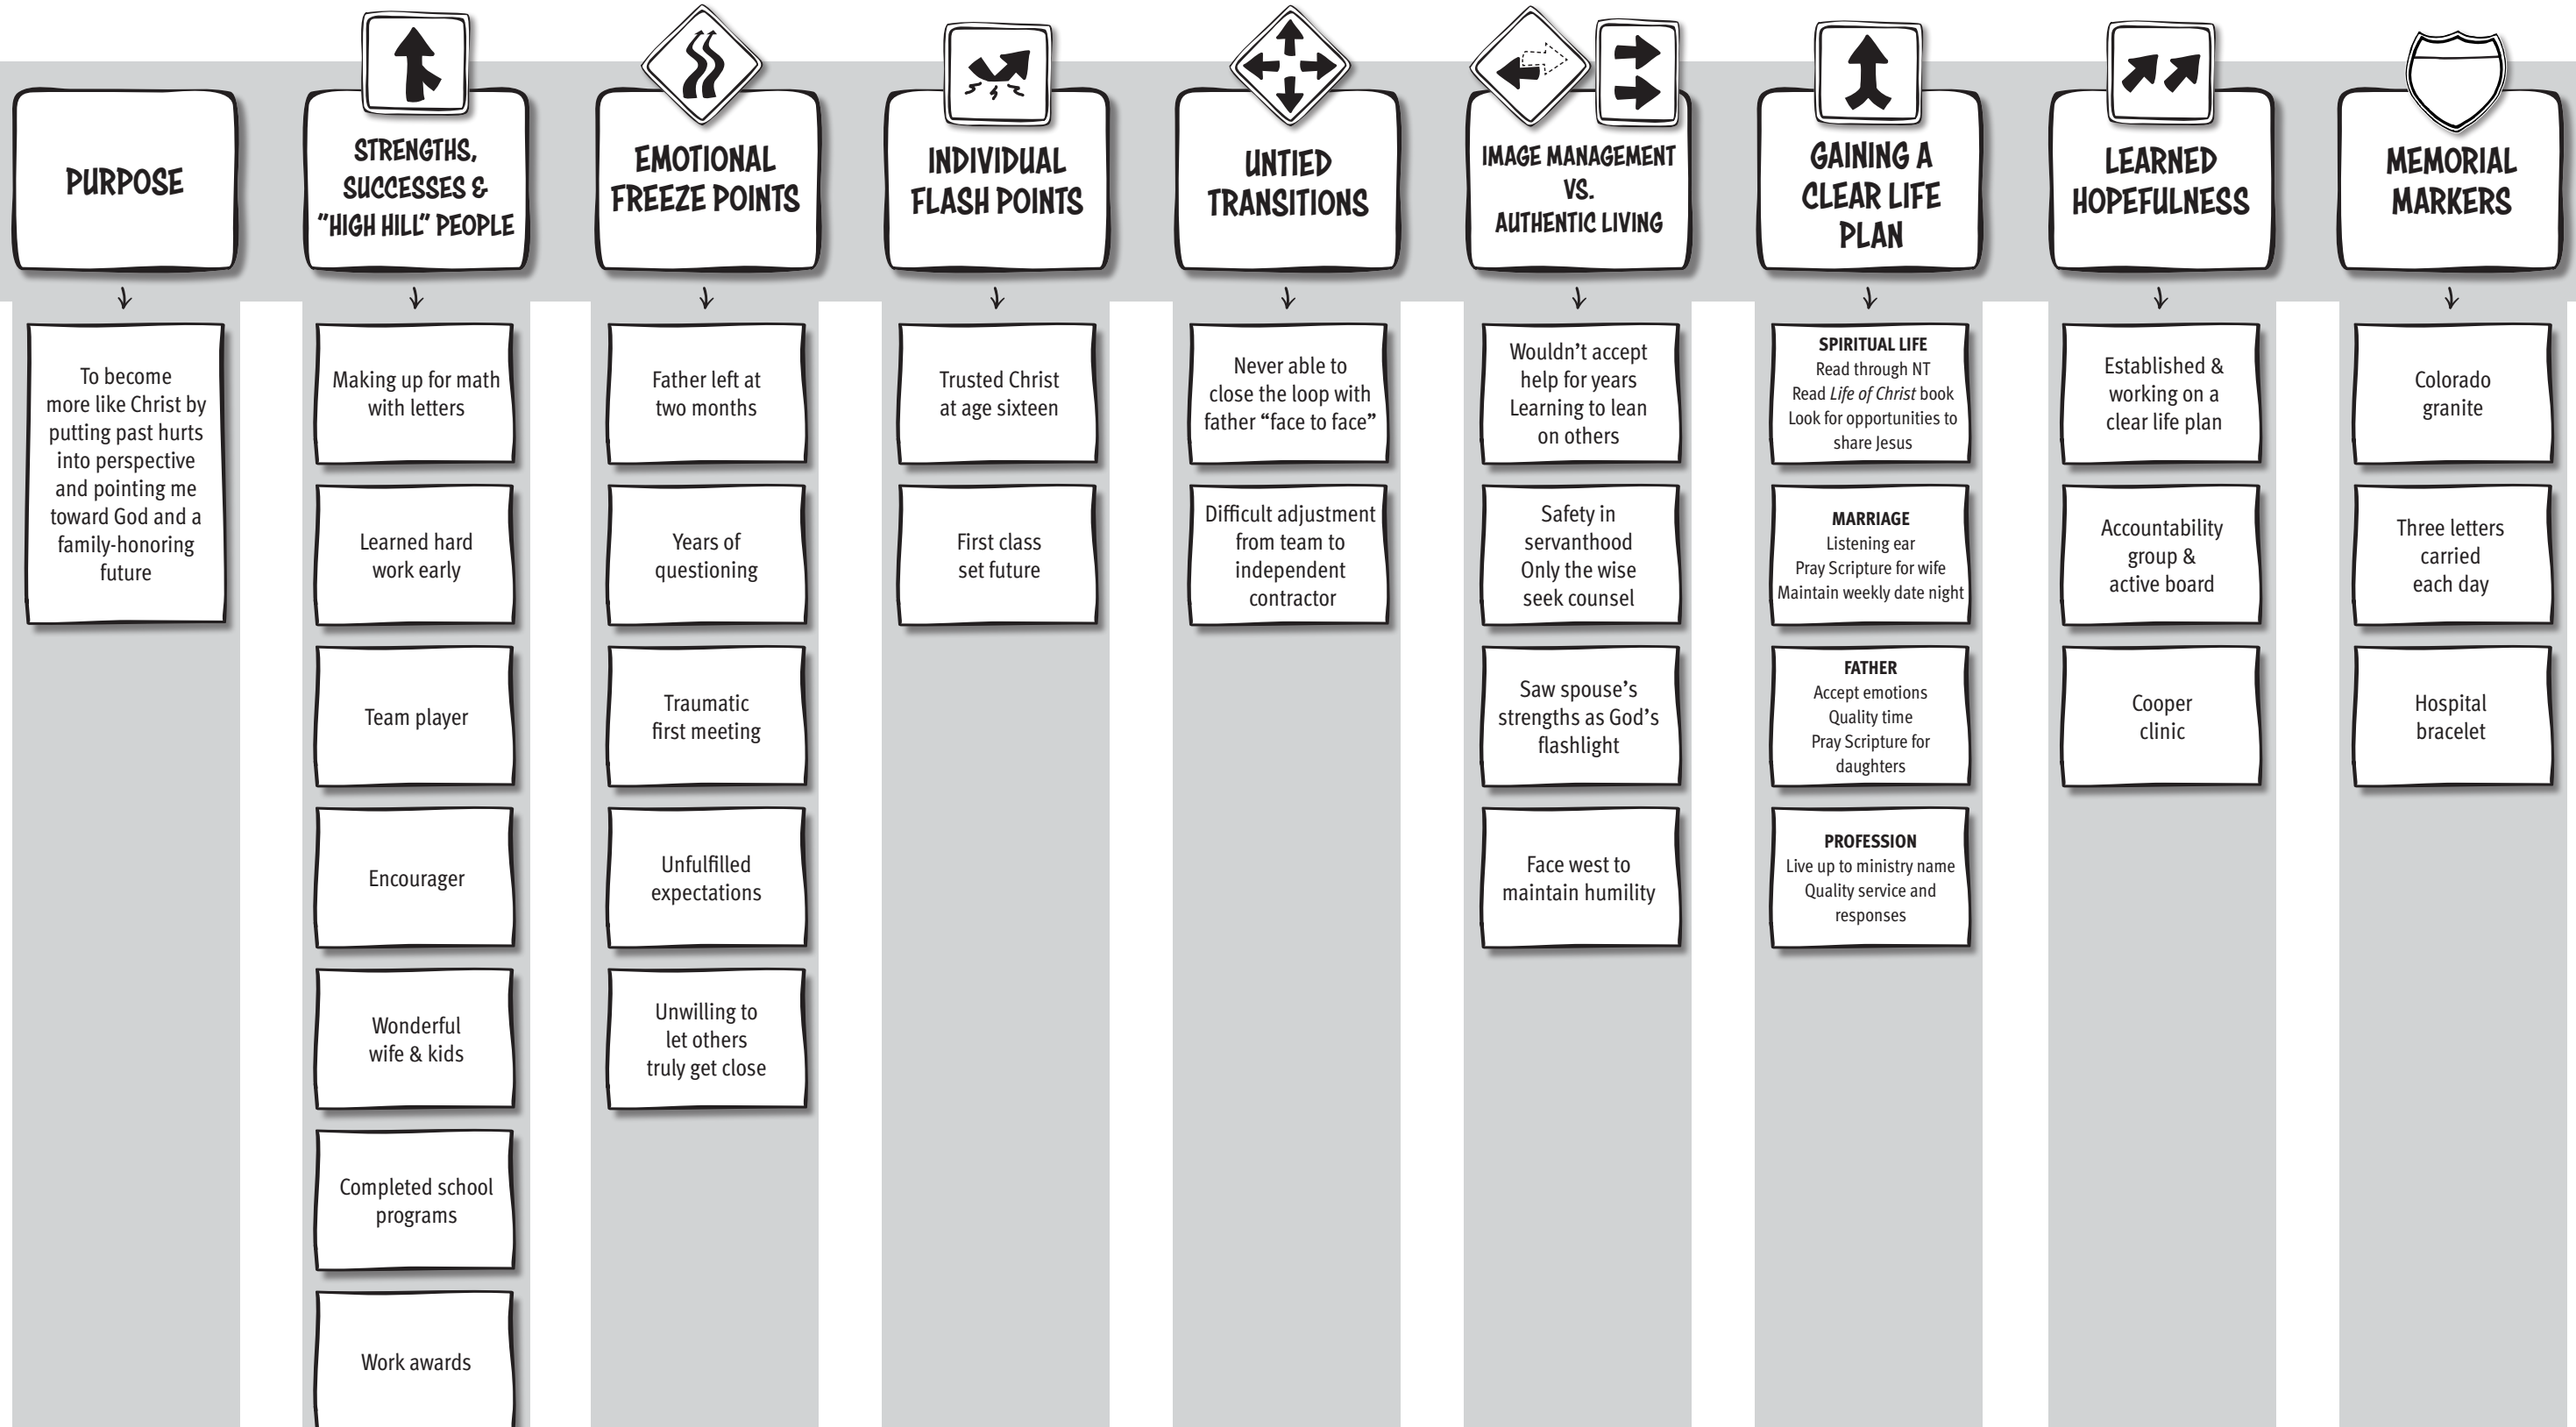 PURPOSE
To become
more like Christ by
putting past hurts
into perspective
and pointing me
toward God and a
family-honoring
future
STRENGTHS,
SUCCESSES &
"HIGH HILL" PEOPLE
Making up for math
with letters
Learned hard
work early
Team player
Encourager
Wonderful
wife & kids
Completed school
programs
Work awards
EMOTIONAL
FREEZE POINTS
Father left at
two months
Years of
questioning
Traumatic
first meeting
Unfulfilled
expectations
Unwilling to
let others
truly get close
INDIVIDUAL
FLASH POINTS
Trusted Christ
at age sixteen
First class
set future
UNTIED
TRANSITIONS
Never able to
close the loop with
father “face to face”
Difficult adjustment
from team to
independent
contractor
IMAGE MANAGEMENT
VS.
AUTHENTIC LIVING
Wouldn’t accept
help for years
Learning to lean
on others
Safety in
servanthood
Only the wise
seek counsel
Saw spouse’s
strengths as God’s
flashlight
Face west to
maintain humility
GAINING A
CLEAR LIFE
PLAN
SPIRITUAL LIFE
Read through NT
Read Life of Christ book
Look for opportunities to
share Jesus
MARRIAGE
Listening ear
Pray Scripture for wife
Maintain weekly date night
FATHER
Accept emotions
Quality time
Pray Scripture for
daughters
PROFESSION
Live up to ministry name
Quality service and
responses
LEARNED
HOPEFULNESS
Established &
working on a
clear life plan
Accountability
group &
active board
Cooper
clinic
MEMORIAL
MARKERS
Colorado
granite
Three letters
carried
each day
Hospital
bracelet